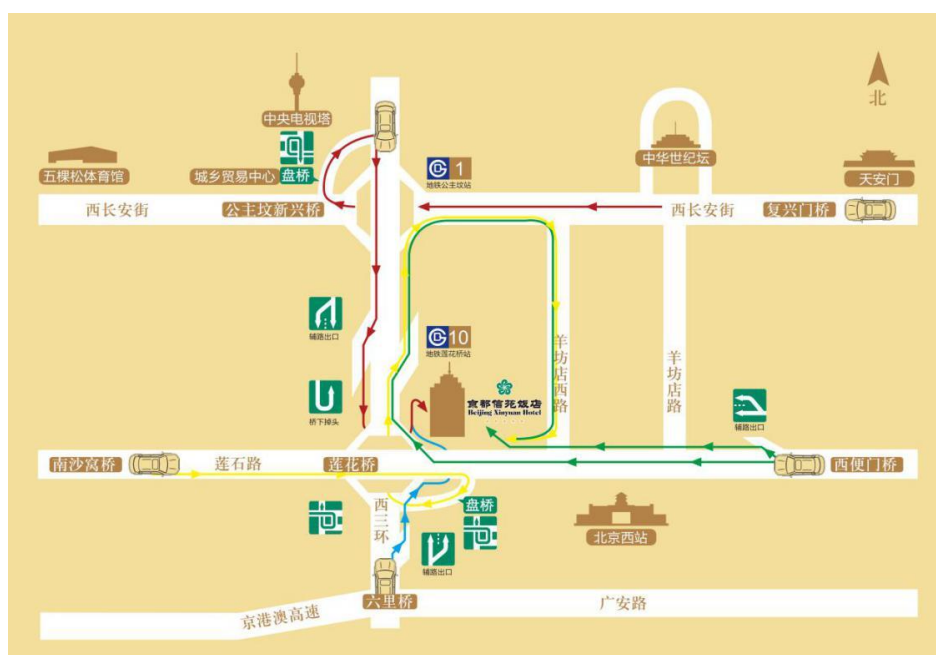 北
中央电视塔
五棵松体育馆
城乡贸易中心
盘桥
1
地铁公主坟站
中华世纪坛
天安门
西长安街
公主坟新兴桥
西长安街
复兴门桥
辅路出口
10
地铁莲花桥站
羊坊店西路
羊坊店路
桥下掉头
京都信苑饭店
Beijing Xinyuan Hotel
辅路出口
南沙窝桥
莲石路
莲花桥
西便门桥
西三环
盘桥
北京西站
辅路出口
六里桥
京港澳高速
广安路